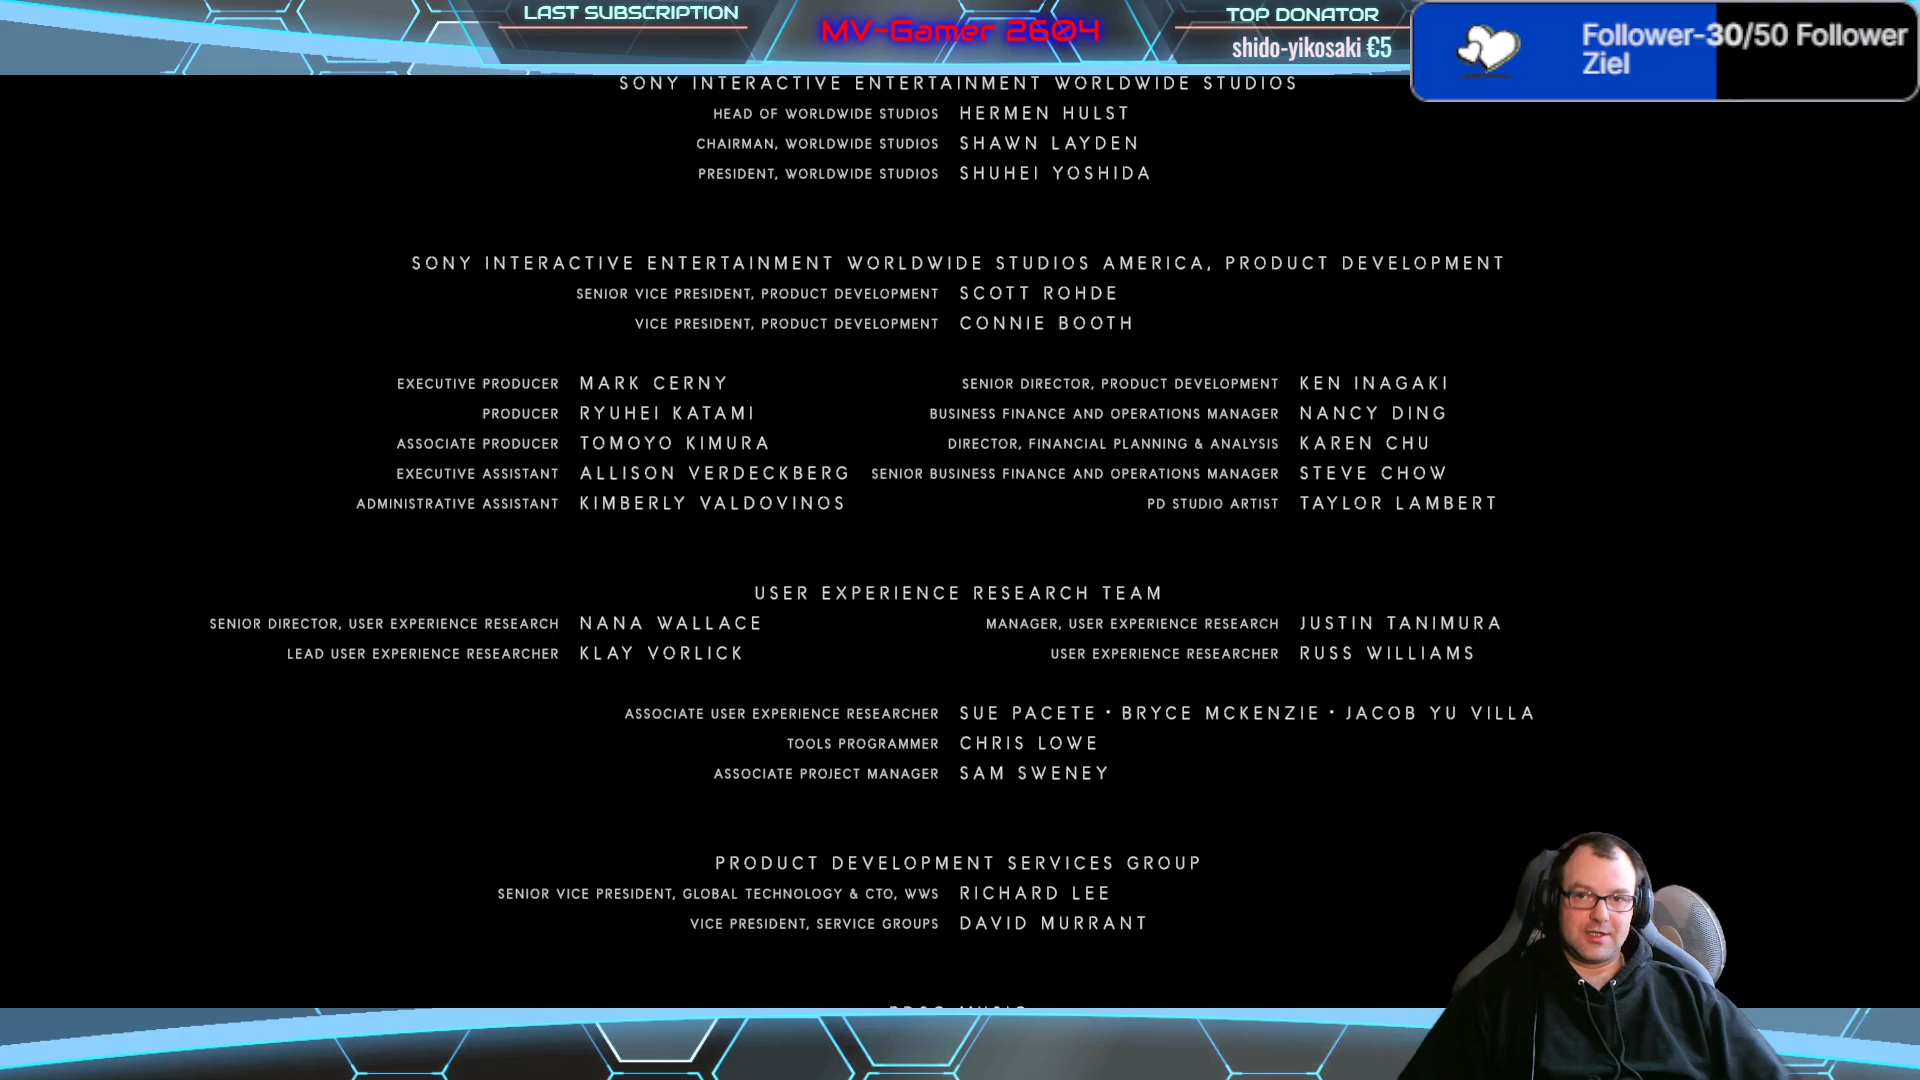 LAST SUBSCRIPTION
MV-Gamer 2604
TOP DONATOR
shido-yikosaki €5
Follower-30/50 Follower
Ziel
SONY INTERACTIVE ENTERTAINMENT WORLDWIDE STUDIOS
HEAD OF WORLDWIDE STUDIOS HERMEN HULST
CHAIRMAN, WORLDWIDE STUDIOS SHAWN LAYDEN
PRESIDENT, WORLDWIDE STUDIOS SHUHEI YOSHIDA
SONY INTERACTIVE ENTERTAINMENT WORLDWIDE STUDIOS AMERICA, PRODUCT DEVELOPMENT
SENIOR VICE PRESIDENT, PRODUCT DEVELOPMENT SCOTT ROHDE
VICE PRESIDENT, PRODUCT DEVELOPMENT CONNIE BOOTH
EXECUTIVE PRODUCER MARK CERNY SENIOR DIRECTOR, PRODUCT DEVELOPMENT KEN INAGAKI
PRODUCER RYUHEI KATAMI BUSINESS FINANCE AND OPERATIONS MANAGER NANCY DING
ASSOCIATE PRODUCER TOMOYO KIMURA DIRECTOR, FINANCIAL PLANNING & ANALYSIS KAREN CHU
EXECUTIVE ASSISTANT ALLISON VERDECKBERG SENIOR BUSINESS FINANCE AND OPERATIONS MANAGER STEVE CHOW
ADMINISTRATIVE ASSISTANT KIMBERLY VALDOVINOS PD STUDIO ARTIST TAYLOR LAMBERT
USER EXPERIENCE RESEARCH TEAM
SENIOR DIRECTOR, USER EXPERIENCE RESEARCH NANA WALLACE MANAGER, USER EXPERIENCE RESEARCH JUSTIN TANIMURA
LEAD USER EXPERIENCE RESEARCHER KLAY VORLICK USER EXPERIENCE RESEARCHER RUSS WILLIAMS
ASSOCIATE USER EXPERIENCE RESEARCHER SUE PACETE • BRYCE MCKENZIE • JACOB YU VILLA
TOOLS PROGRAMMER CHRIS LOWE
ASSOCIATE PROJECT MANAGER SAM SWENEY
PRODUCT DEVELOPMENT SERVICES GROUP
SENIOR VICE PRESIDENT, GLOBAL TECHNOLOGY & CTO, WWS RICHARD LEE
VICE PRESIDENT, SERVICE GROUPS DAVID MURRANT